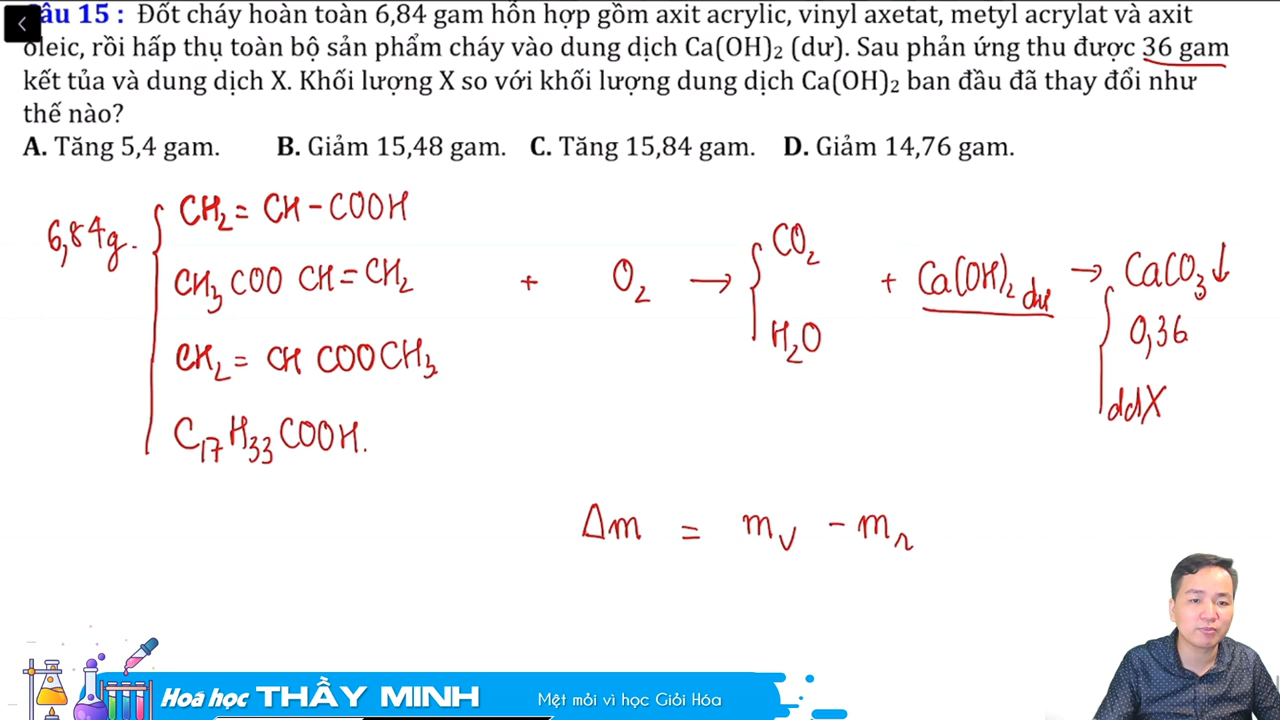 âu 15 : Đốt cháy hoàn toàn 6,84 gam hỗn hợp gồm axit acrylic, vinyl axetat, metyl acrylat và axit
oleic, rồi hấp thụ toàn bộ sản phẩm cháy vào dung dịch Ca(OH)₂ (dư). Sau phản ứng thu được 36 gam
kết tủa và dung dịch X. Khối lượng X so với khối lượng dung dịch Ca(OH)₂ ban đầu đã thay đổi như
thế nào?
A. Tăng 5,4 gam. B. Giảm 15,48 gam. C. Tăng 15,84 gam. D. Giảm 14,76 gam.
6,84g. CH₂ = CH - COOH
CH₃COO CH = CH₂ + O₂ → CO₂ + Ca(OH)₂ dư → CaCO₃↓
H₂O 0,36
CH₂ = CH COOCH₃
ddX
C₁₇H₃₃COOH.
Δm = m_v - m_r
Hoá học THẦY MINH Mệt mỏi vì học Giỏi Hóa